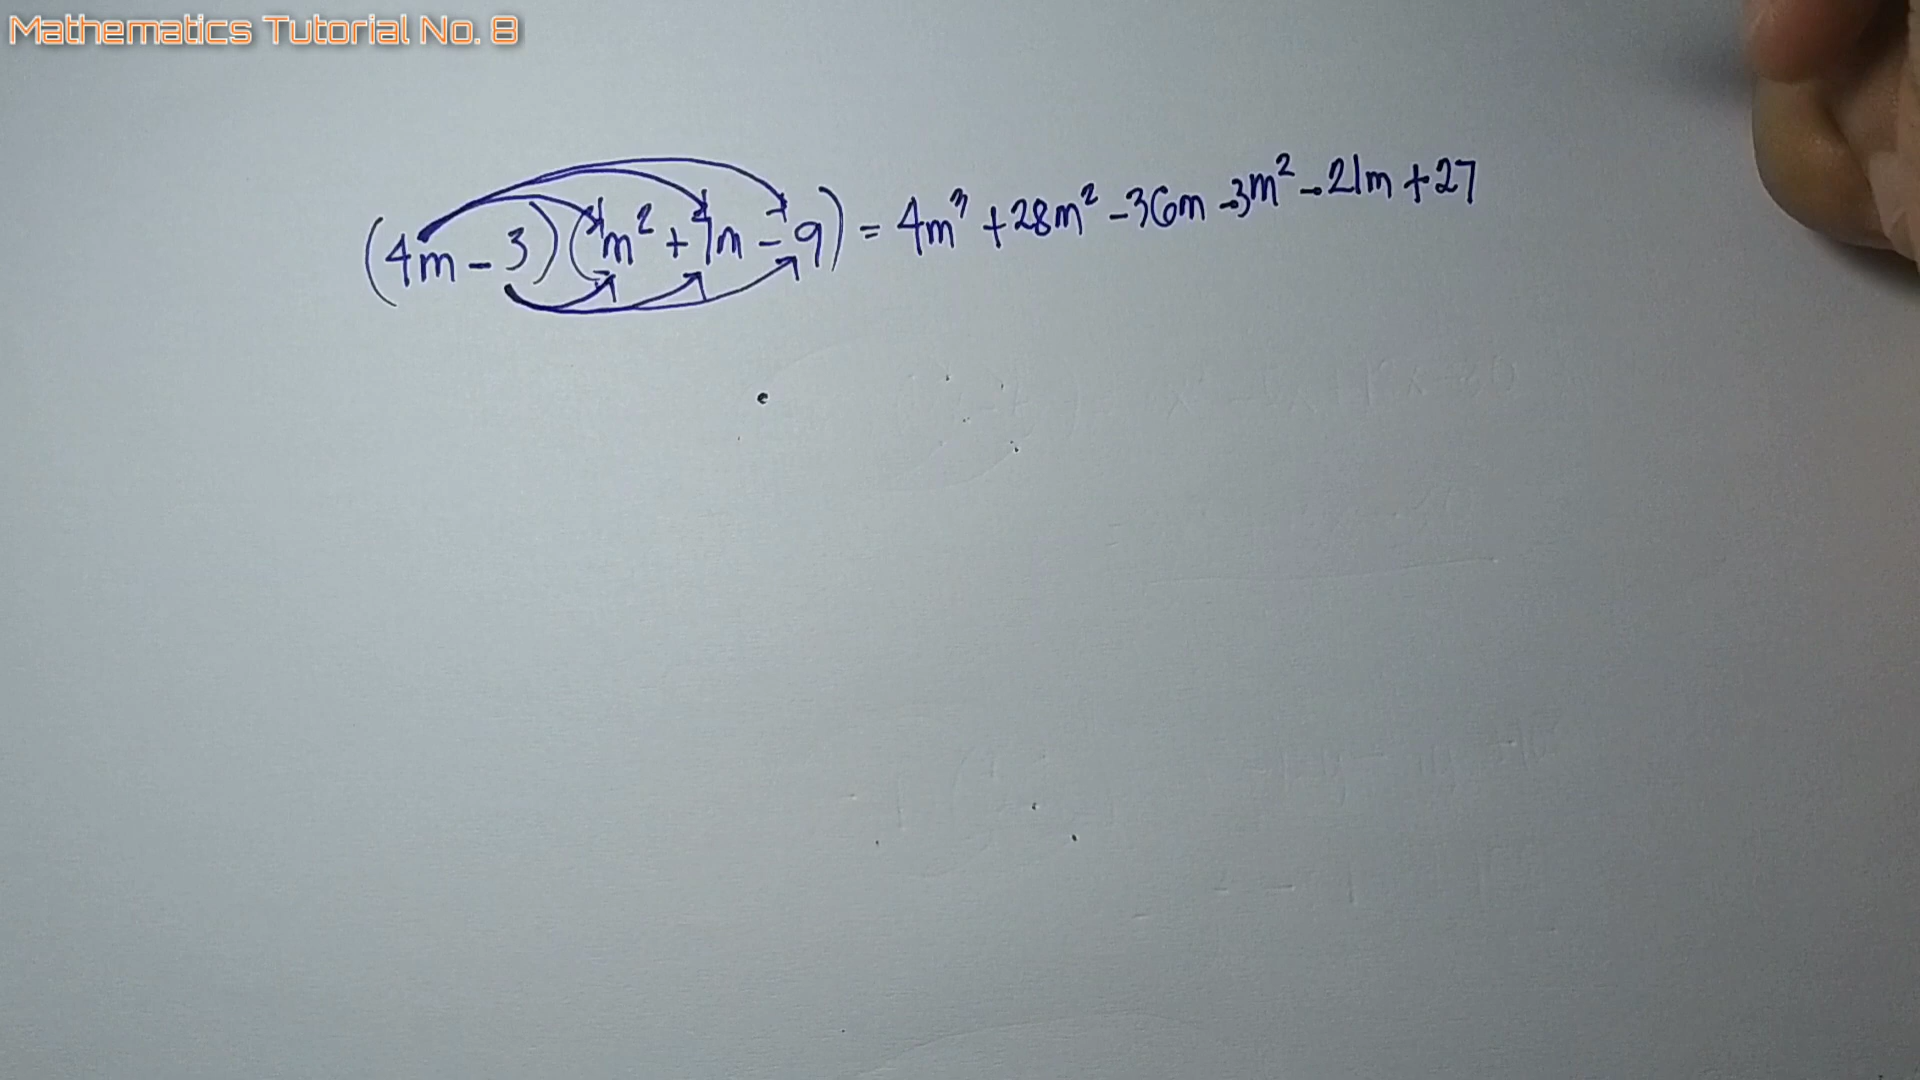 Mathematics Tutorial No. 8
(4m - 3)(m² + 7m - 9) = 4m³ + 28m² - 36m - 3m² - 21m + 27